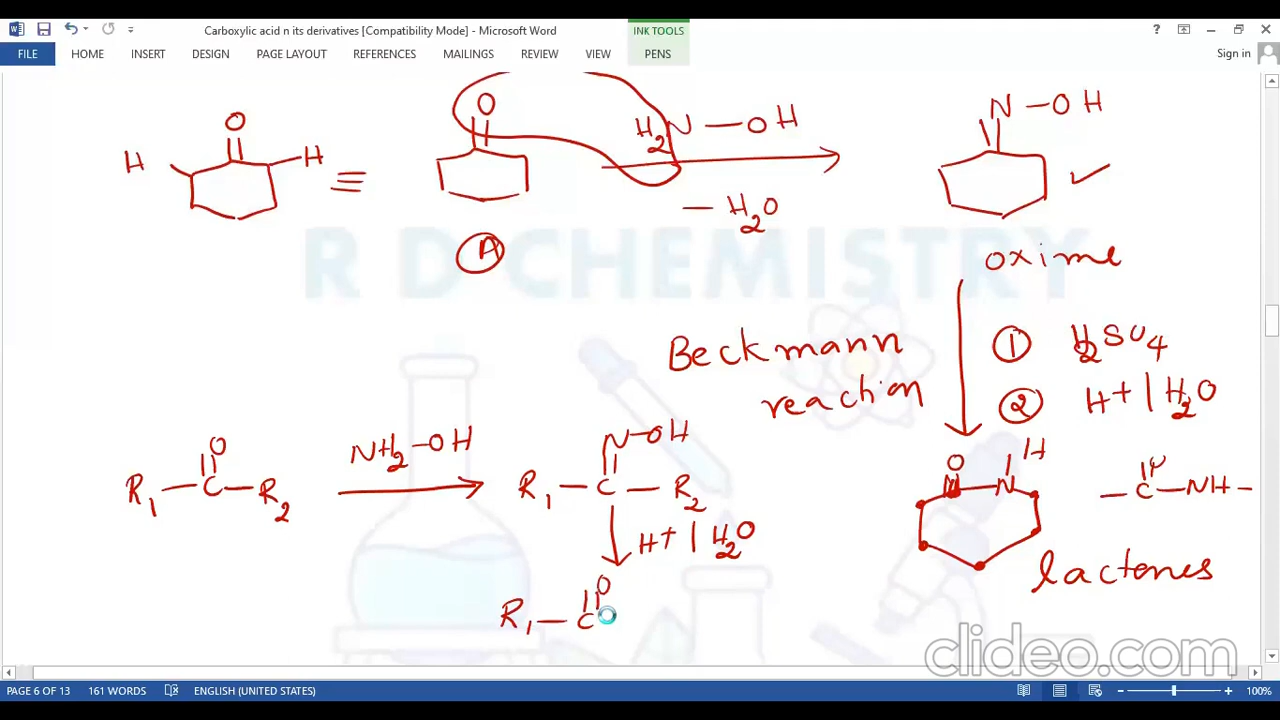 Carboxylic acid n its derivatives [Compatibility Mode] - Microsoft Word
INK TOOLS
FILE HOME INSERT DESIGN PAGE LAYOUT REFERENCES MAILINGS REVIEW VIEW PENS
Sign in
H O H ≡
O
A
H2N — OH
— H2O
N — OH
oxime
R D CHEMISTRY
Beckmann
reaction
① H2SO4
② H+ | H2O
R1 — C — R2
O
NH2 — OH
N — OH
R1 — C — R2
H+ | H2O
O N H
O
— C — NH —
lactones
O
R1 — C
clideo.com
PAGE 6 OF 13 161 WORDS ENGLISH (UNITED STATES) 100%